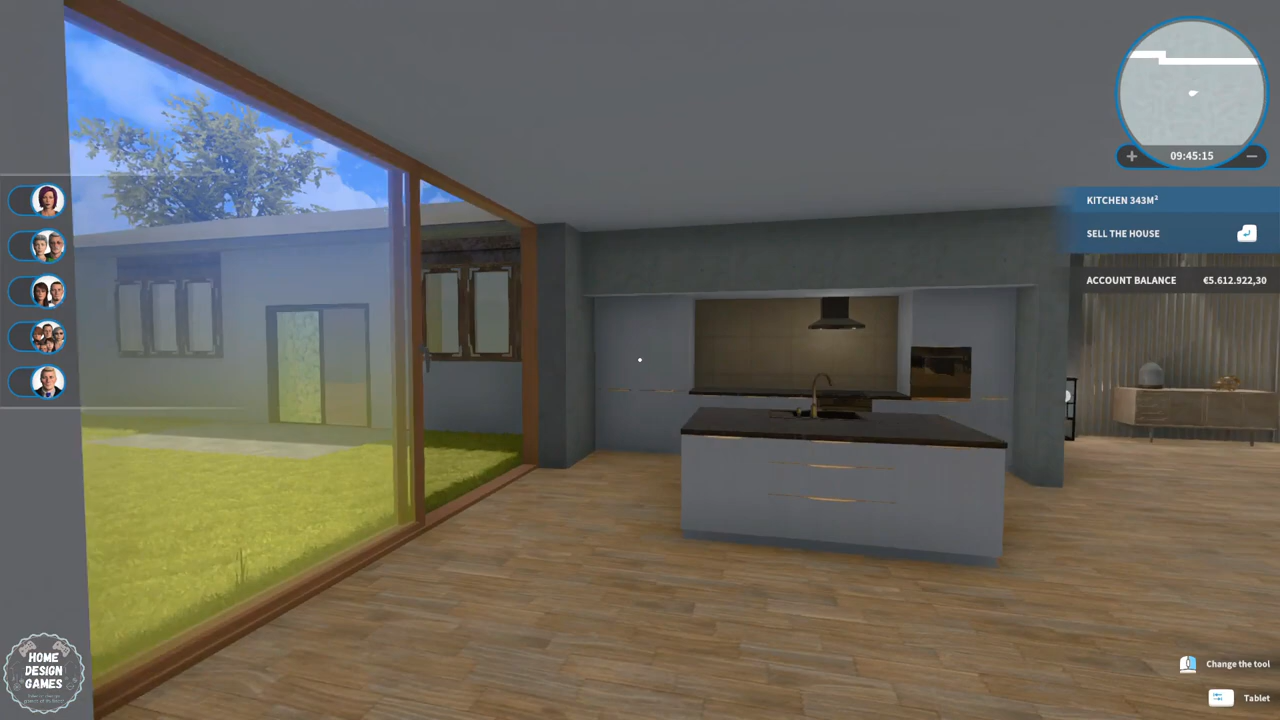 09:45:15
KITCHEN 343M²
SELL THE HOUSE
ACCOUNT BALANCE €5.612.922,30
HOME
DESIGN
GAMES
Change the tool
Tablet